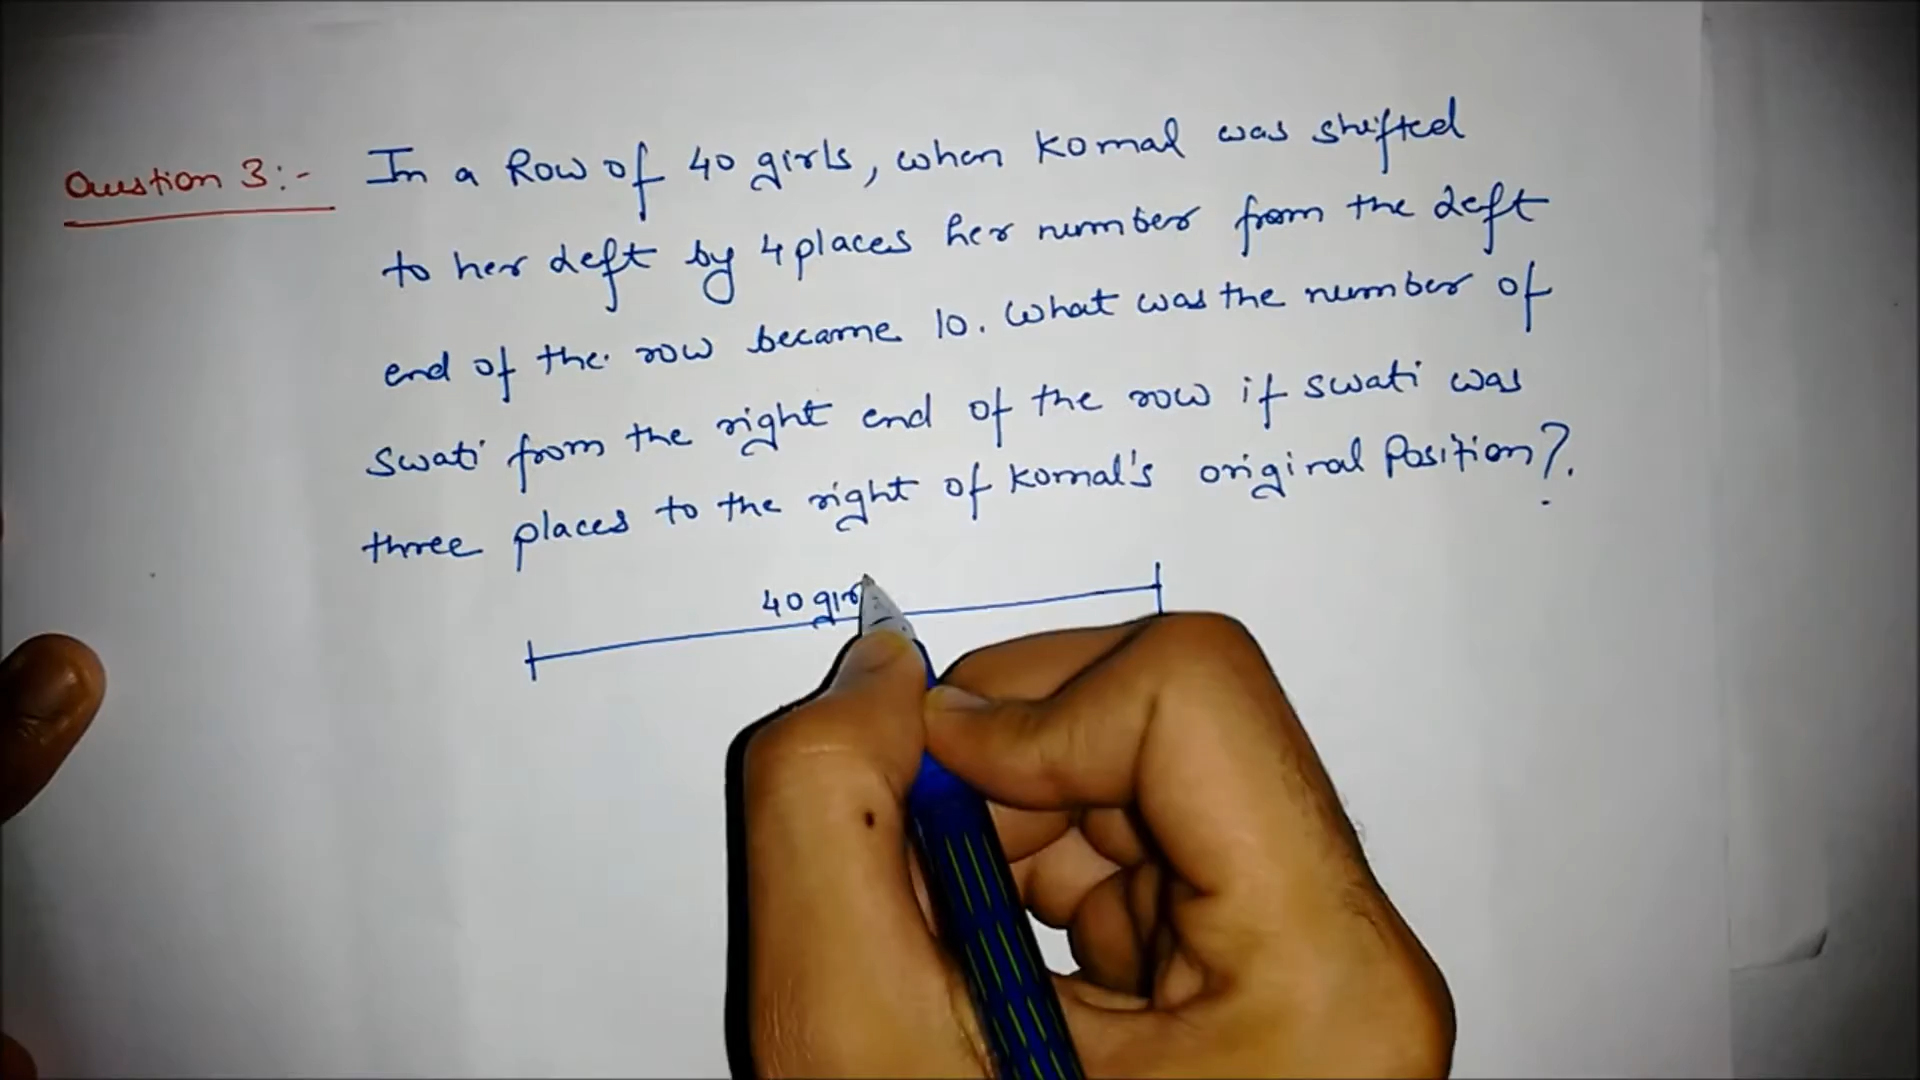 Question 3:- In a Row of 40 girls, when Komal was shifted
to her left by 4 places her number from the left
end of the row became 10. What was the number of
Swati from the right end of the row if Swati was
three places to the right of Komal's original Position?.
40 gir